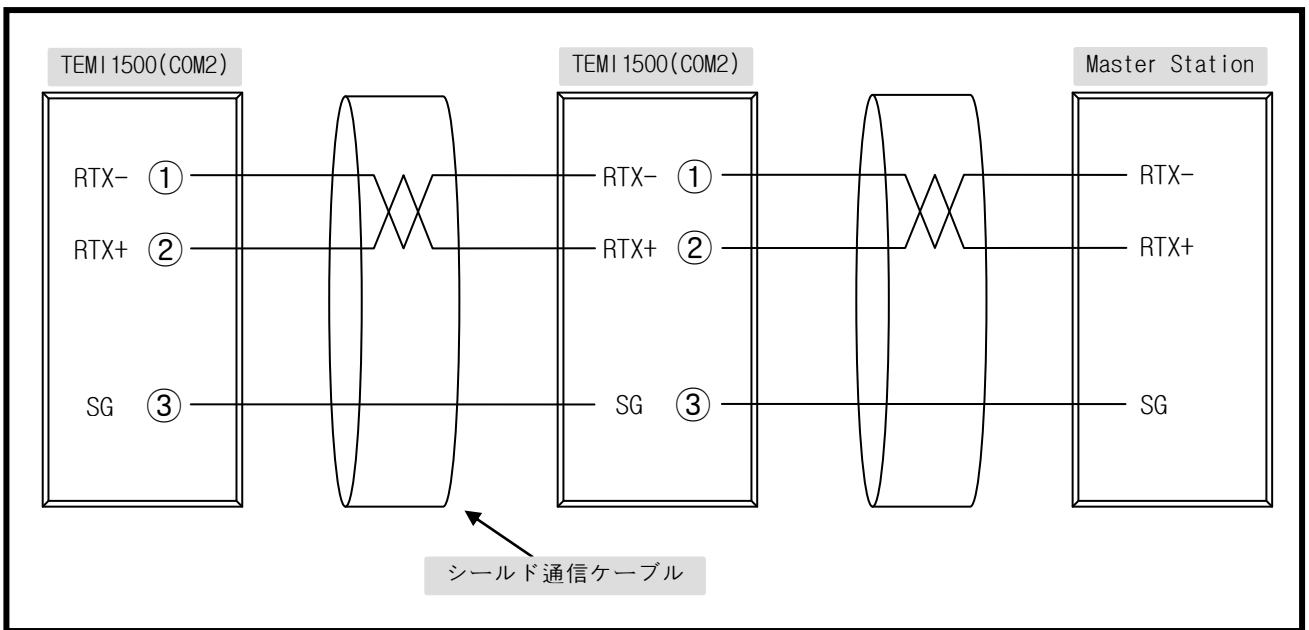 TEMI1500(COM2) TEMI1500(COM2) Master Station
RTX- ① RTX- ① RTX-
RTX+ ② RTX+ ② RTX+
SG ③ SG ③ SG
シールド通信ケーブル